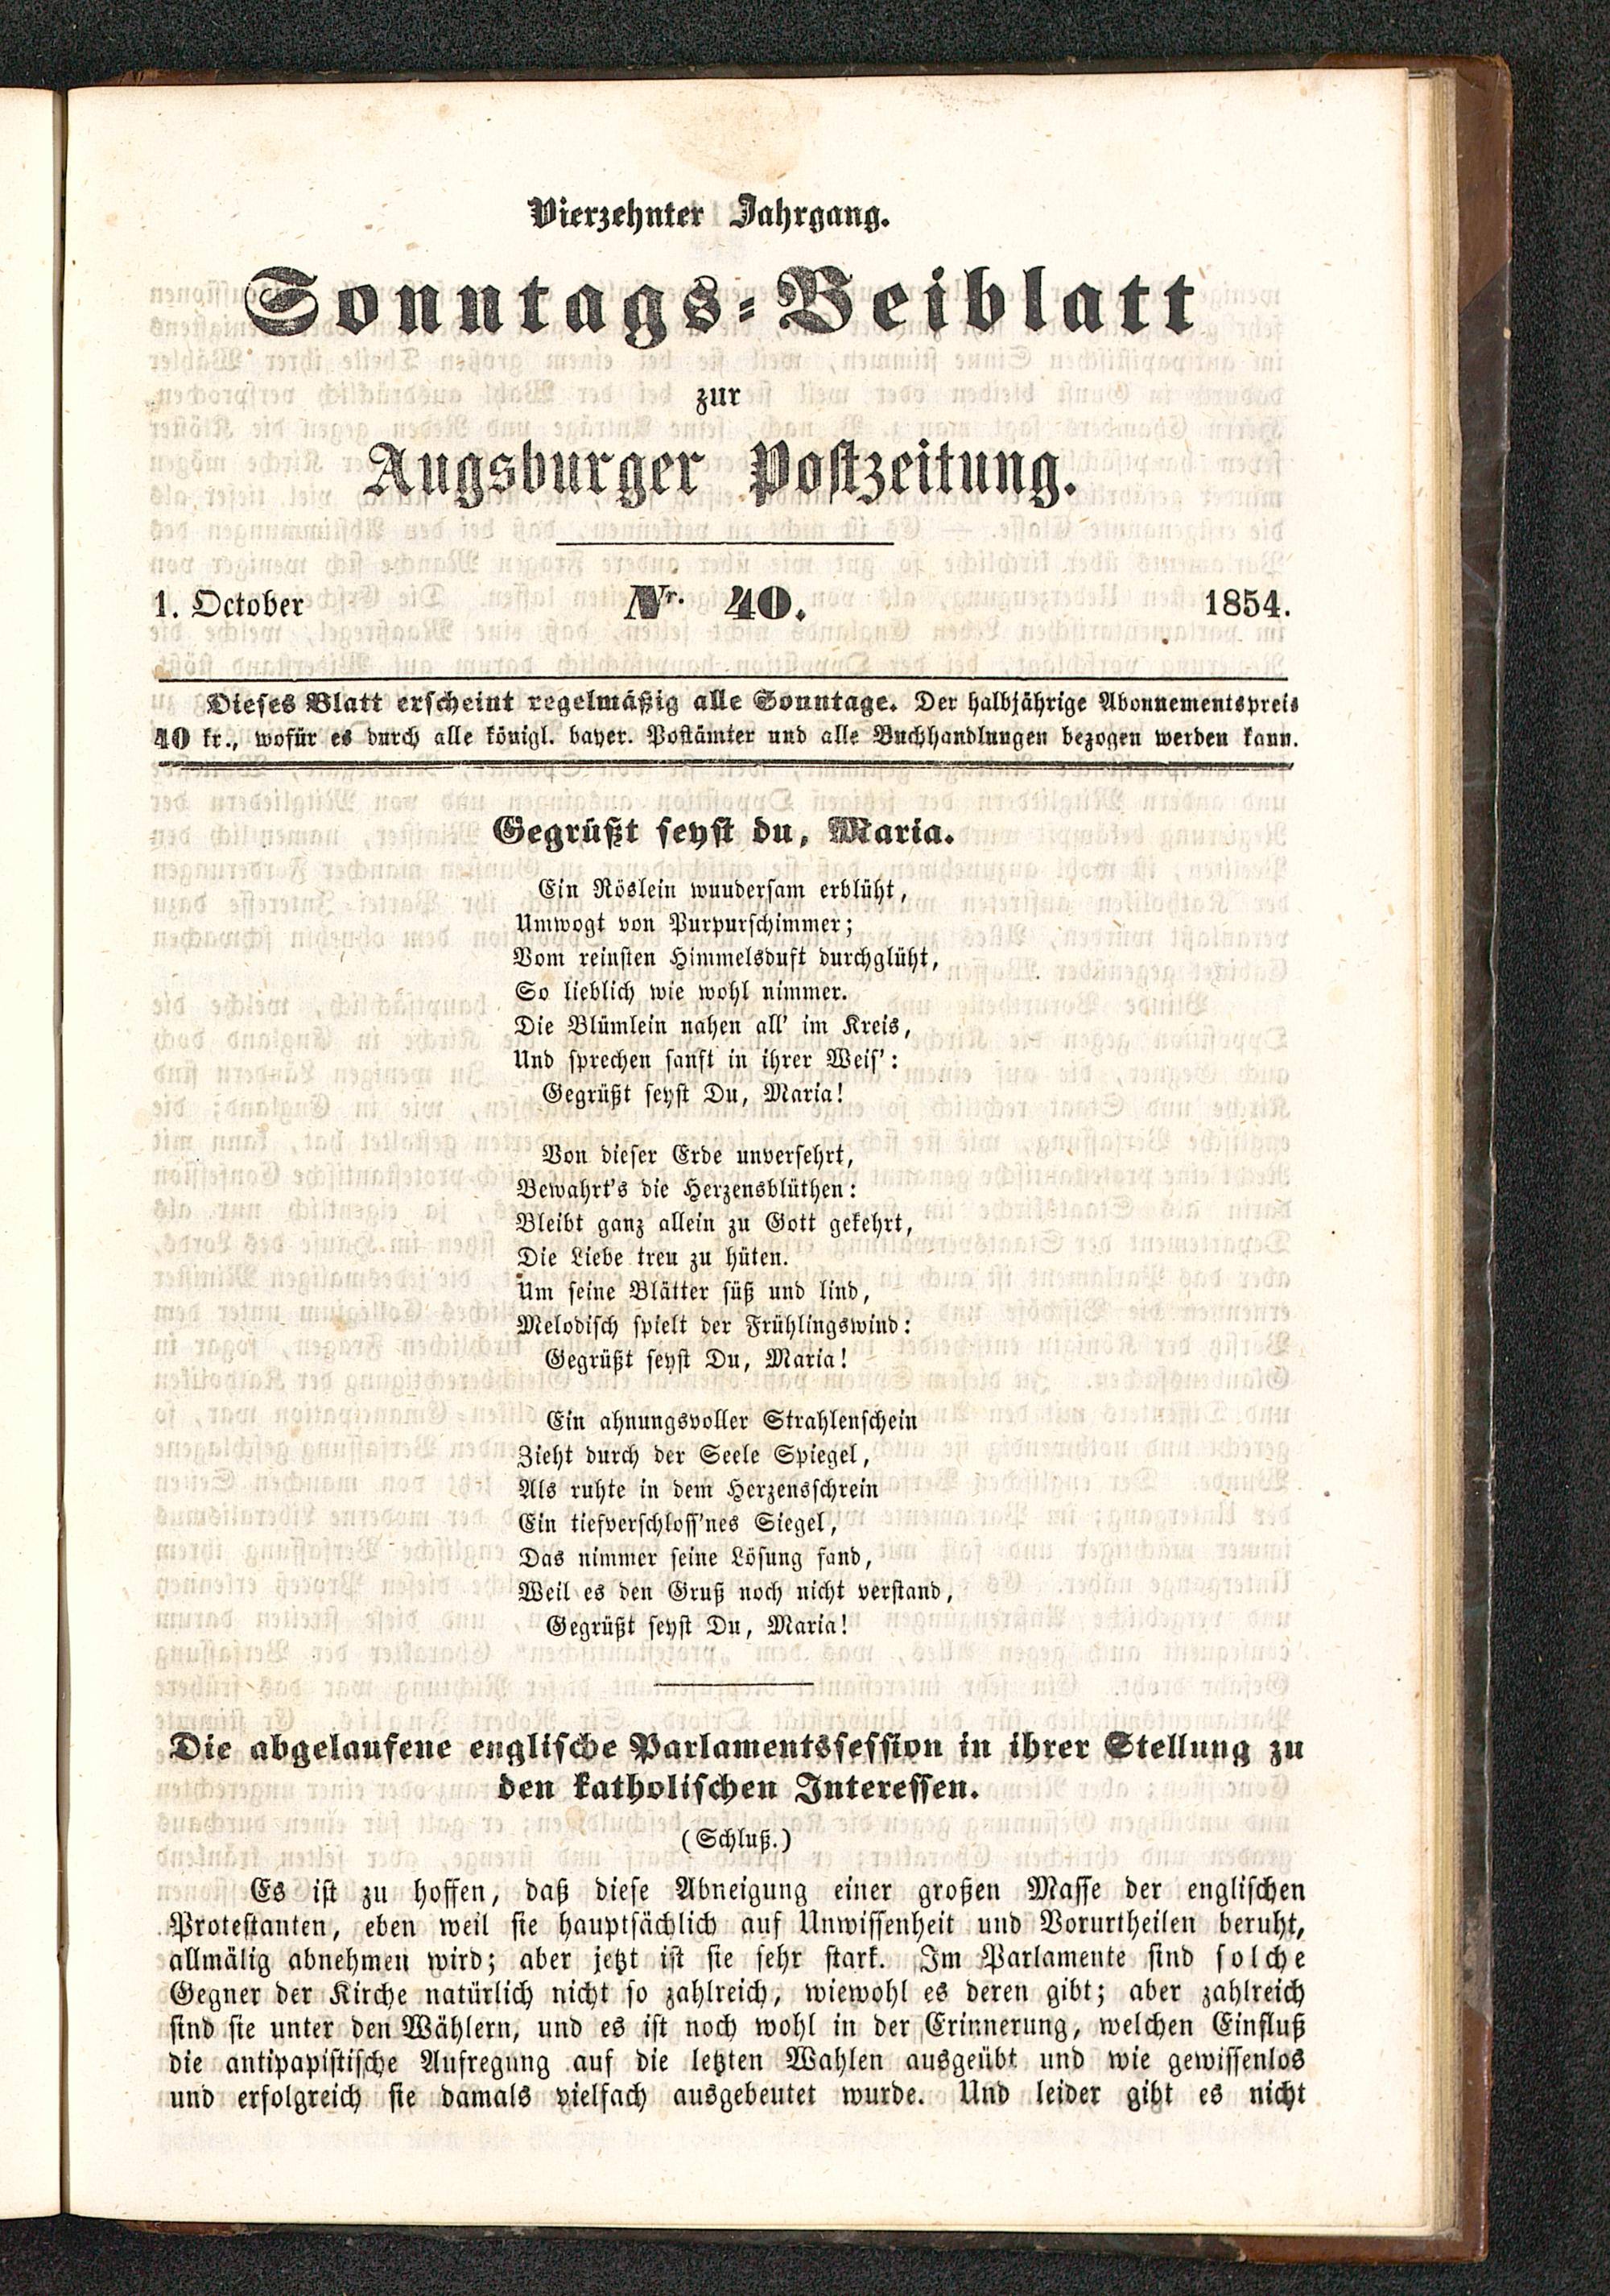 Vierzehnter Jahrgang.
Sonntags-Beiblatt
zur
Augsburger Postzeitung.
1. October Nr. 40. 1854.
Dieses Blatt erscheint regelmäßig alle Sonntage. Der halbjährige Abonnementspreis
40 kr., wofür es durch alle königl. bayer. Postämter und alle Buchhandlungen bezogen werden kann.
Gegrüßt seyst du, Maria.
Ein Röslein wundersam erblüht,
Umwogt von Purpurschimmer;
Vom reinsten Himmelsduft durchglüht,
So lieblich wie wohl nimmer.
Die Blümlein nahen all' im Kreis,
Und sprechen sanft in ihrer Weis':
Gegrüßt seyst Du, Maria!
Von dieser Erde unversehrt,
Bewahrt's die Herzensblüthen:
Bleibt ganz allein zu Gott gekehrt,
Die Liebe treu zu hüten.
Um seine Blätter süß und lind,
Melodisch spielt der Frühlingswind:
Gegrüßt seyst Du, Maria!
Ein ahnungsvoller Strahlenschein
Zieht durch der Seele Spiegel,
Als ruhte in dem Herzensschrein
Ein tiefverschloss'nes Siegel,
Das nimmer seine Lösung fand,
Weil es den Gruß noch nicht verstand,
Gegrüßt seyst Du, Maria!
Die abgelaufene englische Parlamentssession in ihrer Stellung zu
den katholischen Interessen.
(Schluß.)
Es ist zu hoffen, daß diese Abneigung einer großen Masse der englischen
Protestanten, eben weil sie hauptsächlich auf Unwissenheit und Vorurtheilen beruht,
allmälig abnehmen wird; aber jetzt ist sie sehr stark. Im Parlamente sind solche
Gegner der Kirche natürlich nicht so zahlreich, wiewohl es deren gibt; aber zahlreich
sind sie unter den Wählern, und es ist noch wohl in der Erinnerung, welchen Einfluß
die antipapistische Aufregung auf die letzten Wahlen ausgeübt und wie gewissenlos
und erfolgreich sie damals vielfach ausgebeutet wurde. Und leider gibt es nicht